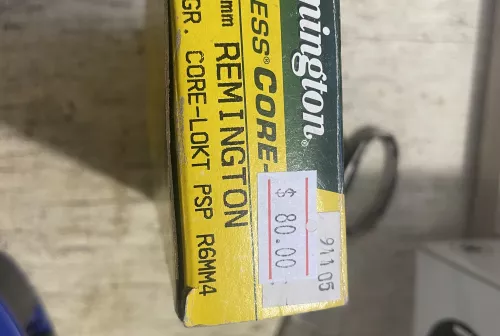 mington
ESS® CORE-
mm REMINGTON
GR. CORE-LOKT PSP R6MM4
$ 80.00
91105